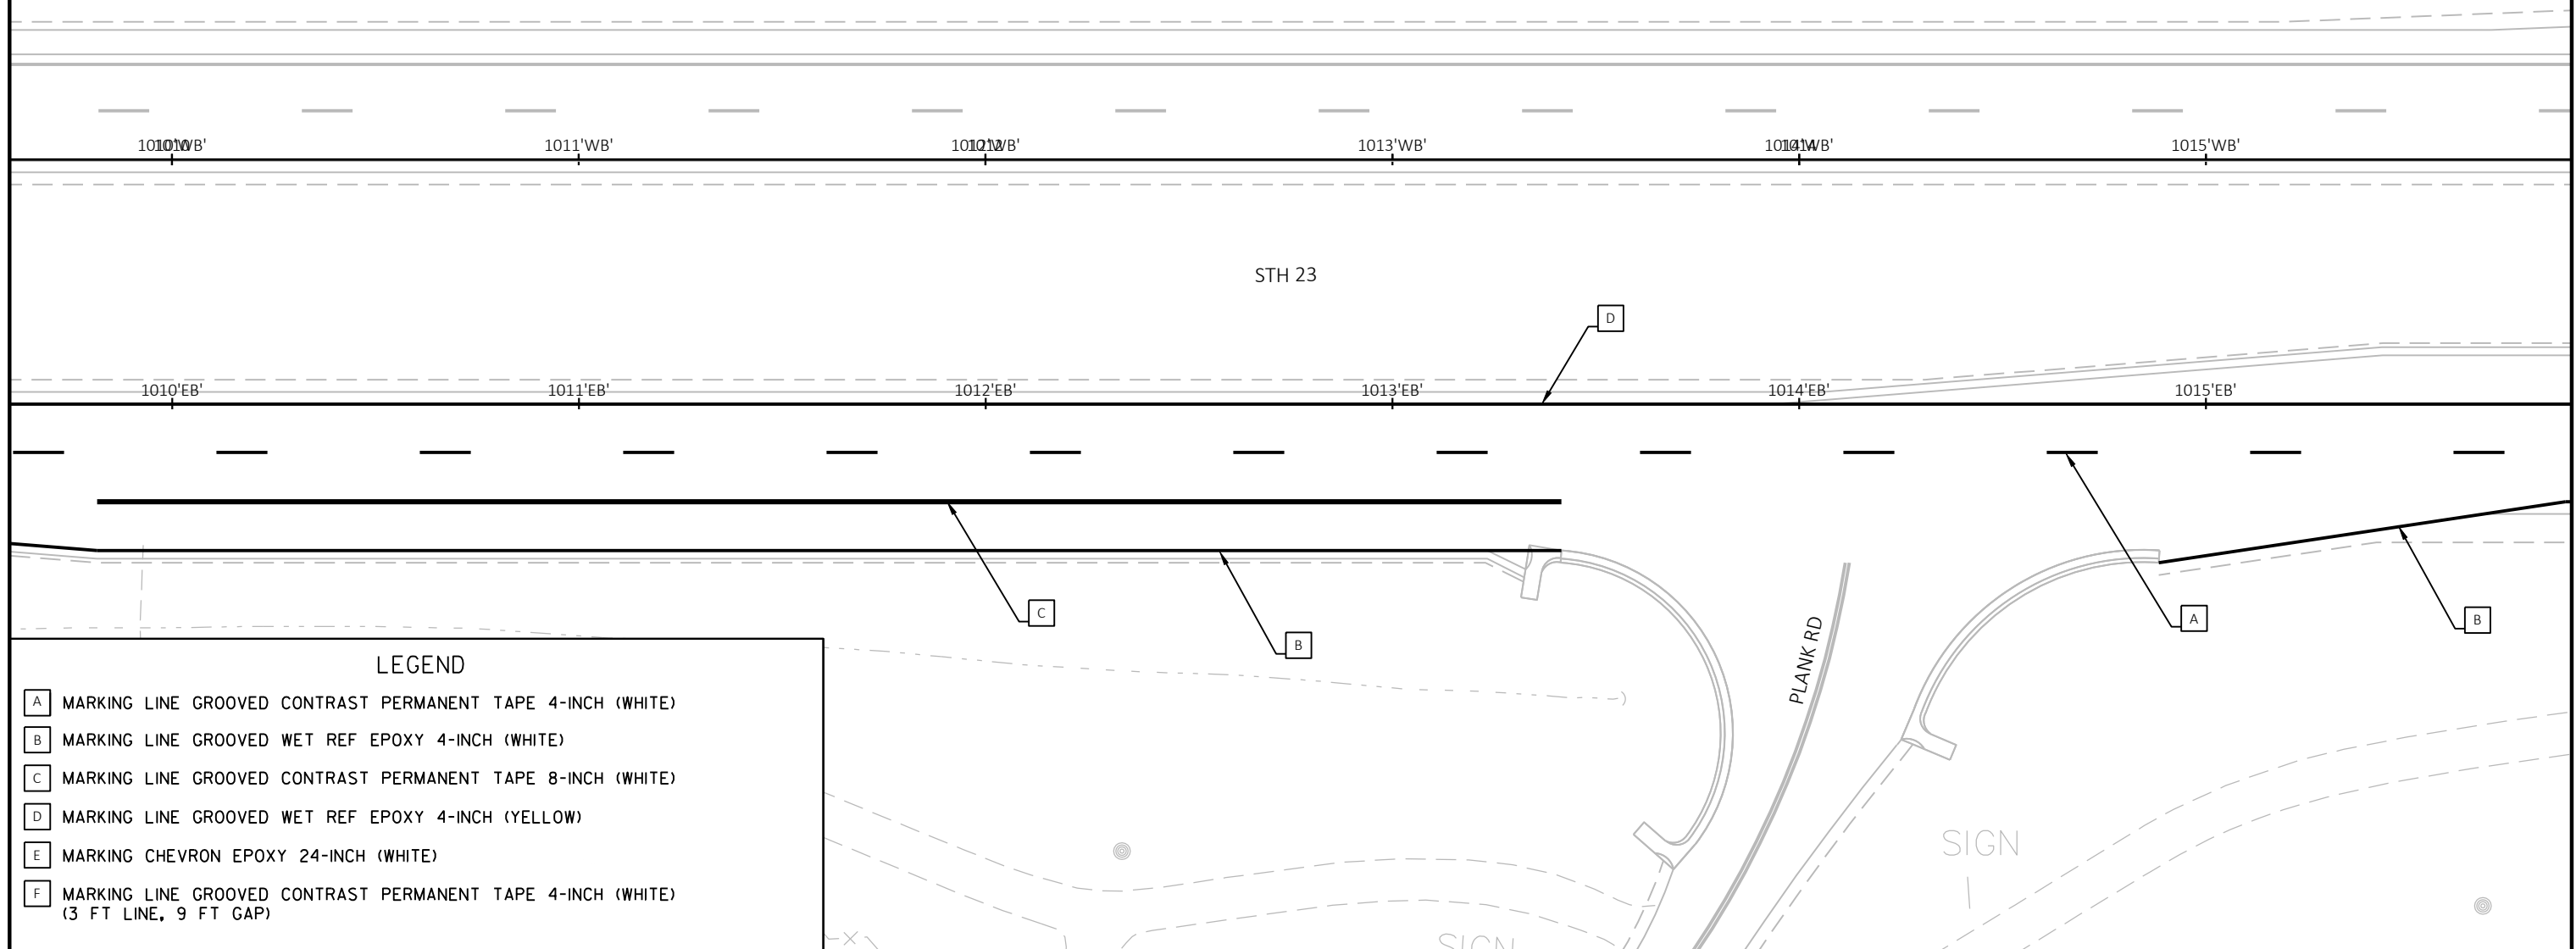 1010'WB' 1011'WB' 1012'WB' 1013'WB' 1014'WB' 1015'WB'
STH 23
D
1010'EB' 1011'EB' 1012'EB' 1013'EB' 1014'EB' 1015'EB'
C
B
A
B
PLANK RD
LEGEND
A MARKING LINE GROOVED CONTRAST PERMANENT TAPE 4-INCH (WHITE)
B MARKING LINE GROOVED WET REF EPOXY 4-INCH (WHITE)
C MARKING LINE GROOVED CONTRAST PERMANENT TAPE 8-INCH (WHITE)
D MARKING LINE GROOVED WET REF EPOXY 4-INCH (YELLOW)
E MARKING CHEVRON EPOXY 24-INCH (WHITE)
F MARKING LINE GROOVED CONTRAST PERMANENT TAPE 4-INCH (WHITE)
(3 FT LINE, 9 FT GAP)
SIGN
SIGN